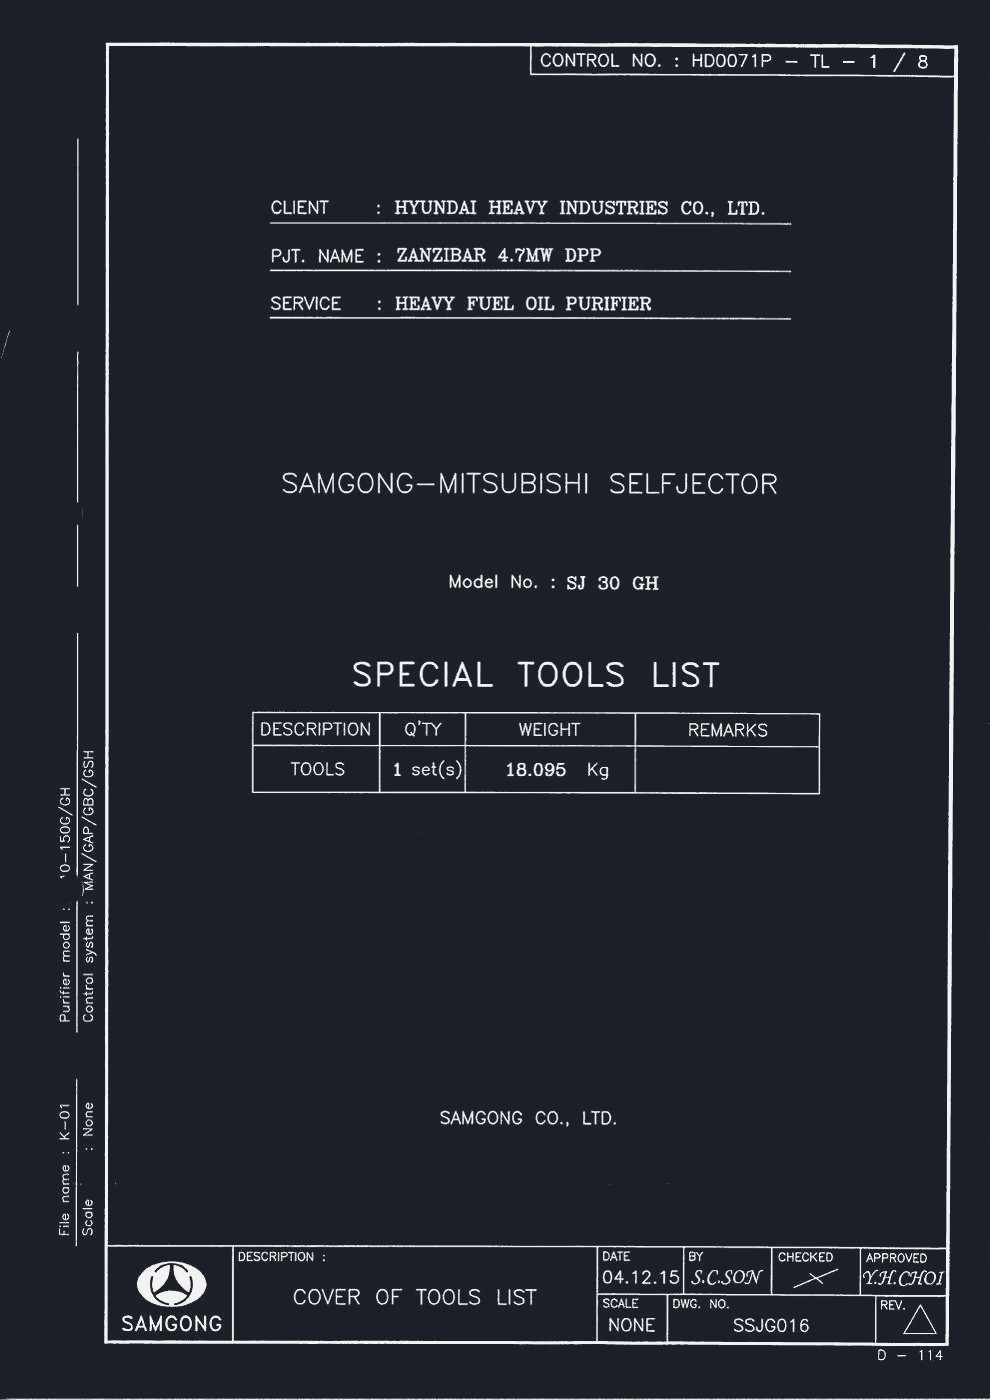 CONTROL NO. : HD0071P - TL - 1 / 8
CLIENT : HYUNDAI HEAVY INDUSTRIES CO., LTD.
PJT. NAME : ZANZIBAR 4.7MW DPP
SERVICE : HEAVY FUEL OIL PURIFIER
SAMGONG-MITSUBISHI SELFJECTOR
Model No. : SJ 30 GH
SPECIAL TOOLS LIST
DESCRIPTION Q'TY WEIGHT REMARKS
TOOLS 1 set(s) 18.095 Kg
SAMGONG CO., LTD.
File name : K-01
Scale : None
Purifier model : 0-150G/GH
Control system : MAN/GAP/GBC/GSH
SAMGONG
DESCRIPTION :
COVER OF TOOLS LIST
DATE BY CHECKED APPROVED
04.12.15 S.C.SON Y.H.CHOI
SCALE DWG. NO. REV.
NONE SSJG016
D - 114